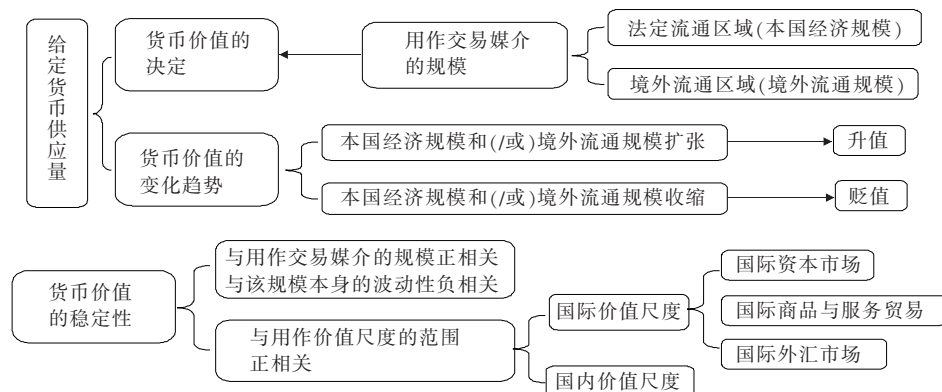 给定货币供应量
货币价值的
决定
用作交易媒介
的规模
法定流通区域(本国经济规模)
境外流通区域(境外流通规模)
货币价值的
变化趋势
本国经济规模和(/或)境外流通规模扩张
升值
本国经济规模和(/或)境外流通规模收缩
贬值
货币价值
的稳定性
与用作交易媒介的规模正相关
与该规模本身的波动性负相关
与用作价值尺度的范围
正相关
国际价值尺度
国内价值尺度
国际资本市场
国际商品与服务贸易
国际外汇市场